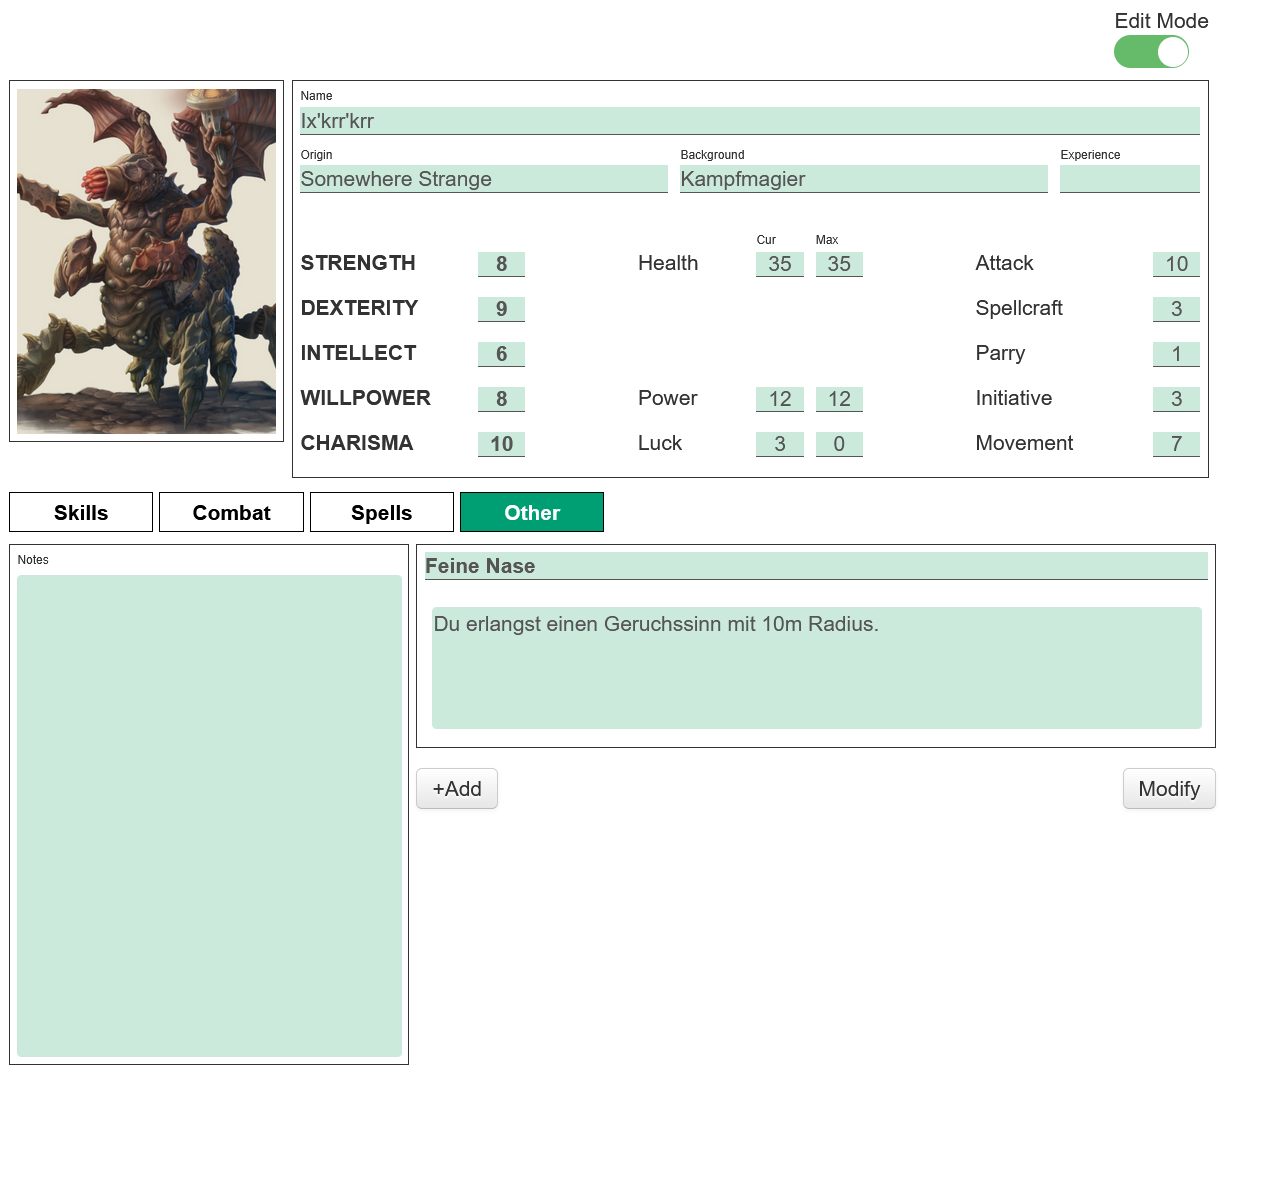 Edit Mode
Name
Ix'krr'krr
Origin Background Experience
Somewhere Strange Kampfmagier
Cur Max
STRENGTH 8 Health 35 35 Attack 10
DEXTERITY 9 Spellcraft 3
INTELLECT 6 Parry 1
WILLPOWER 8 Power 12 12 Initiative 3
CHARISMA 10 Luck 3 0 Movement 7
Skills Combat Spells Other
Notes
Feine Nase
Du erlangst einen Geruchssinn mit 10m Radius.
+Add Modify